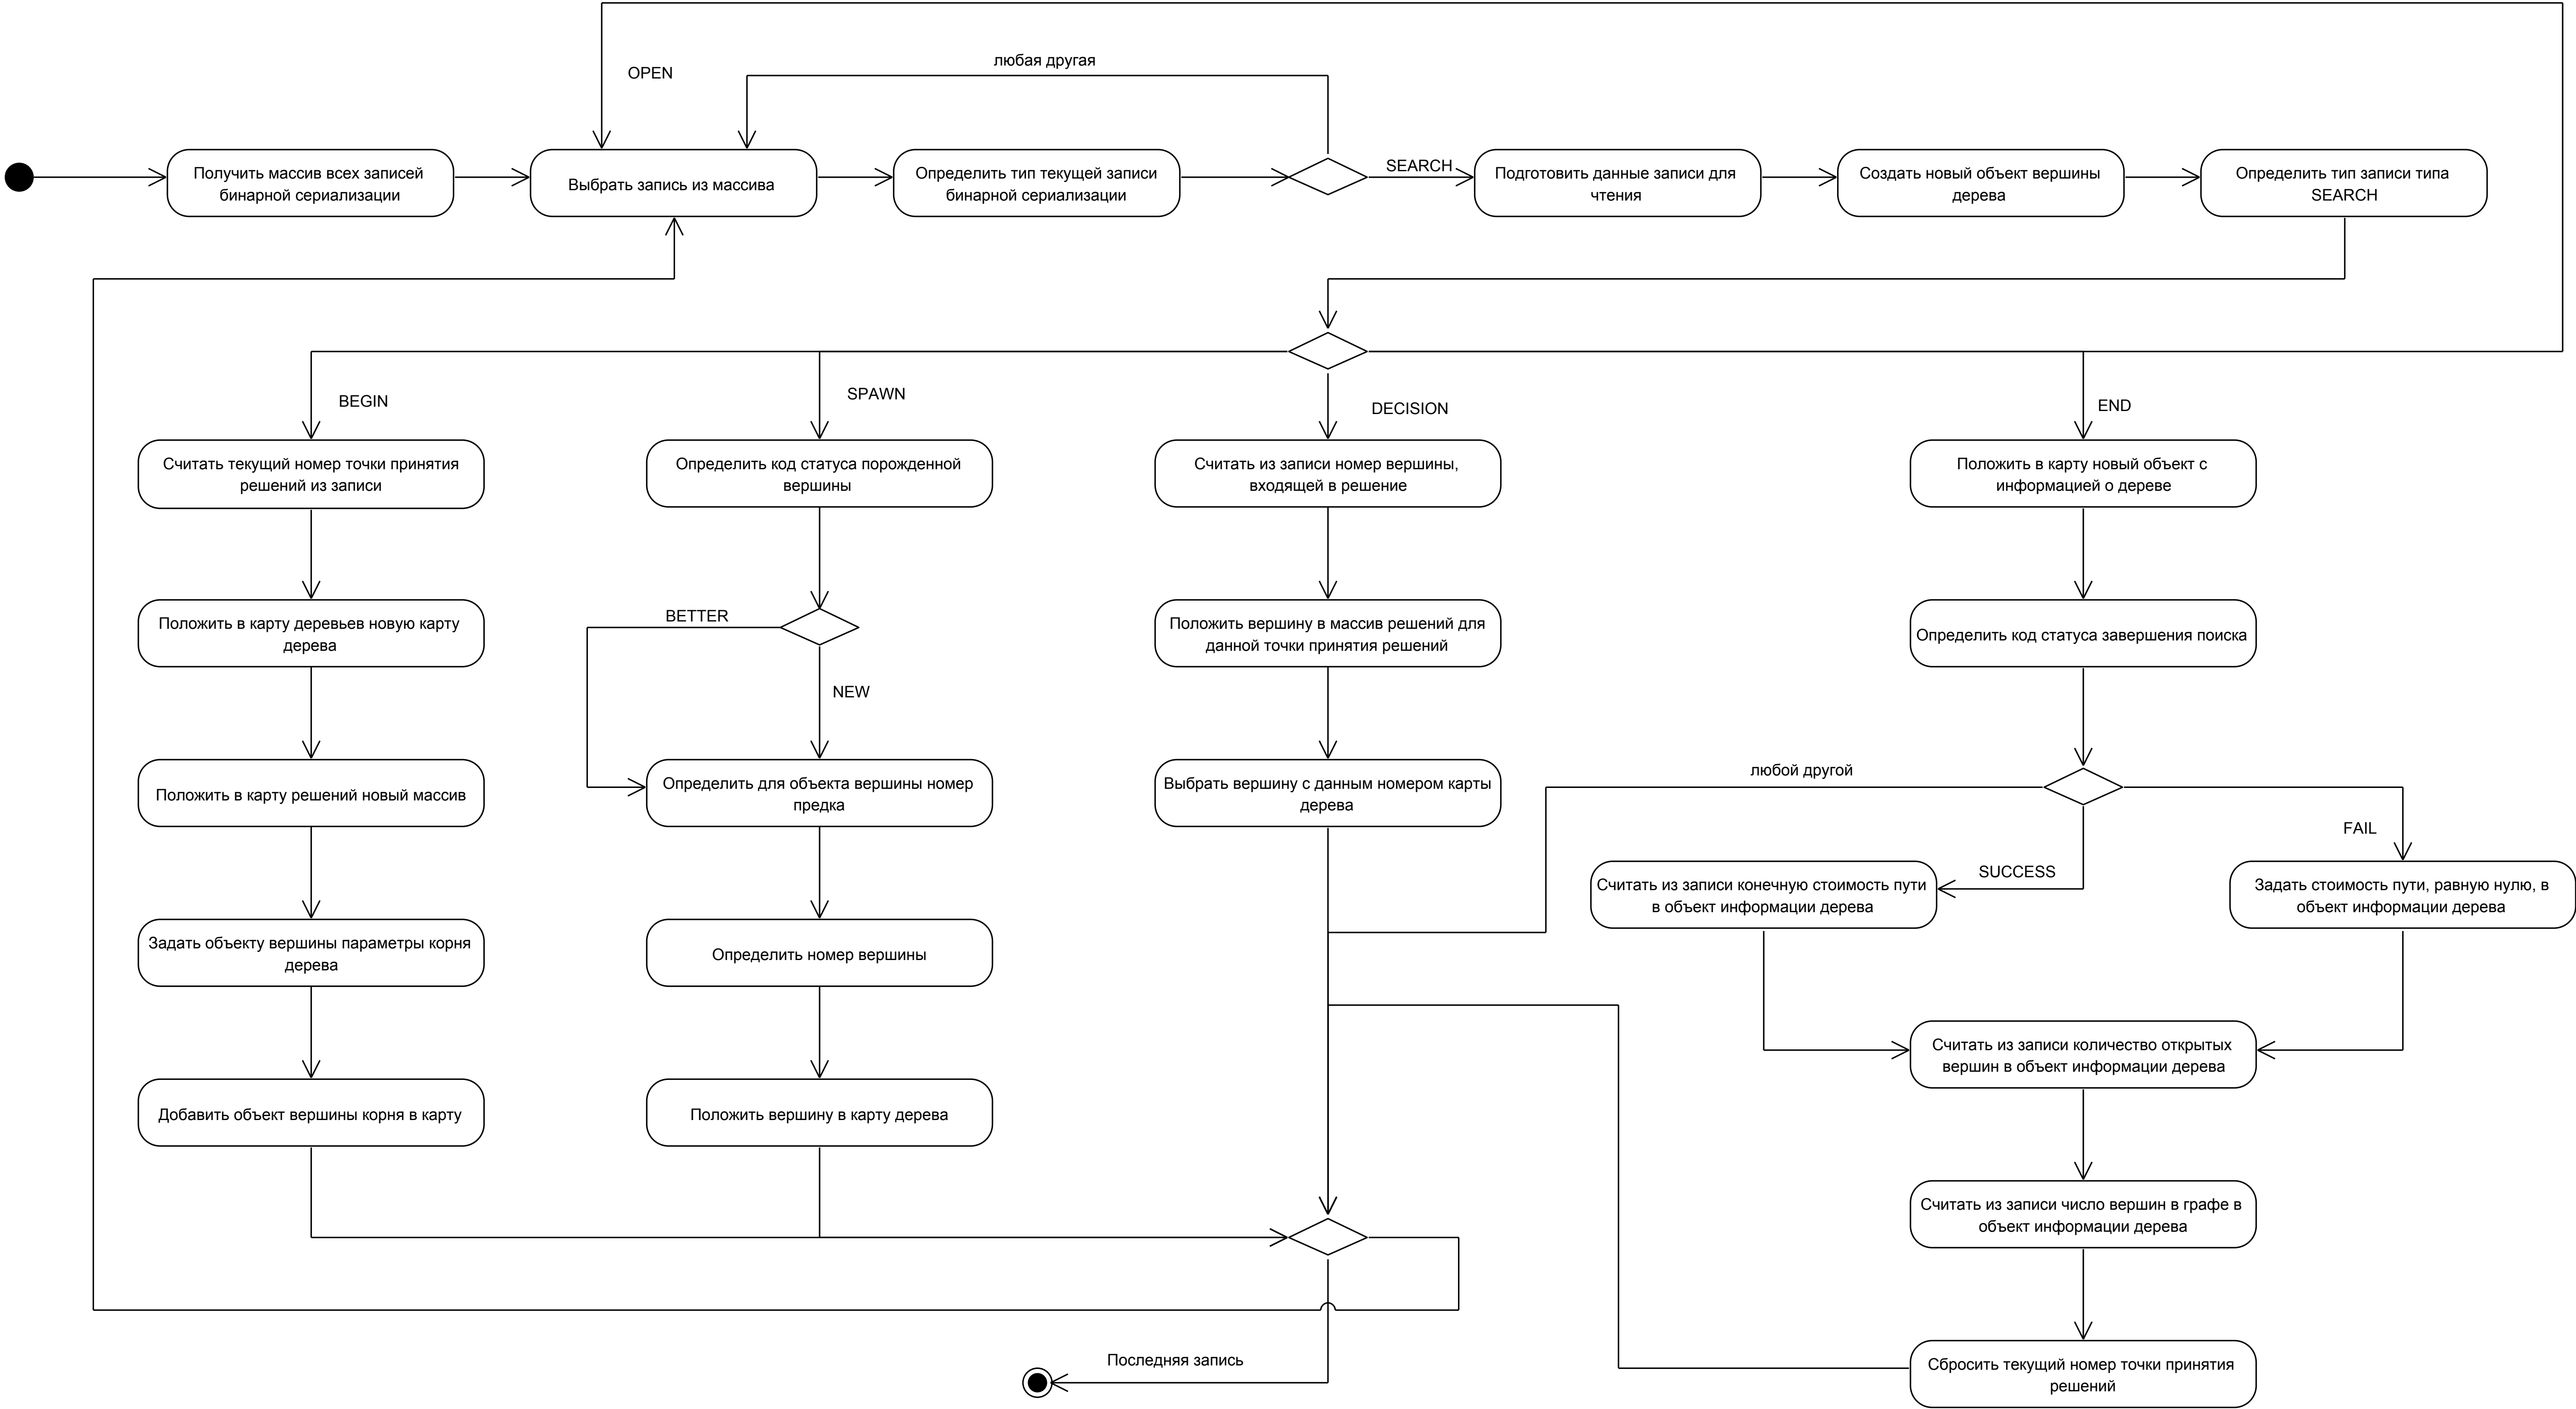 любая другая
OPEN
Получить массив всех записей
бинарной сериализации
Выбрать запись из массива
Определить тип текущей записи
бинарной сериализации
SEARCH
Подготовить данные записи для
чтения
Создать новый объект вершины
дерева
Определить тип записи типа
SEARCH
BEGIN
SPAWN
DECISION
END
Считать текущий номер точки принятия
решений из записи
Определить код статуса порожденной
вершины
Считать из записи номер вершины,
входящей в решение
Положить в карту новый объект с
информацией о дереве
BETTER
Положить в карту деревьев новую карту
дерева
Положить вершину в массив решений для
данной точки принятия решений
Определить код статуса завершения поиска
NEW
любой другой
Положить в карту решений новый массив
Определить для объекта вершины номер
предка
Выбрать вершину с данным номером карты
дерева
FAIL
SUCCESS
Считать из записи конечную стоимость пути
в объект информации дерева
Задать стоимость пути, равную нулю, в
объект информации дерева
Задать объекту вершины параметры корня
дерева
Определить номер вершины
Считать из записи количество открытых
вершин в объект информации дерева
Добавить объект вершины корня в карту
Положить вершину в карту дерева
Считать из записи число вершин в графе в
объект информации дерева
Последняя запись
Сбросить текущий номер точки принятия
решений